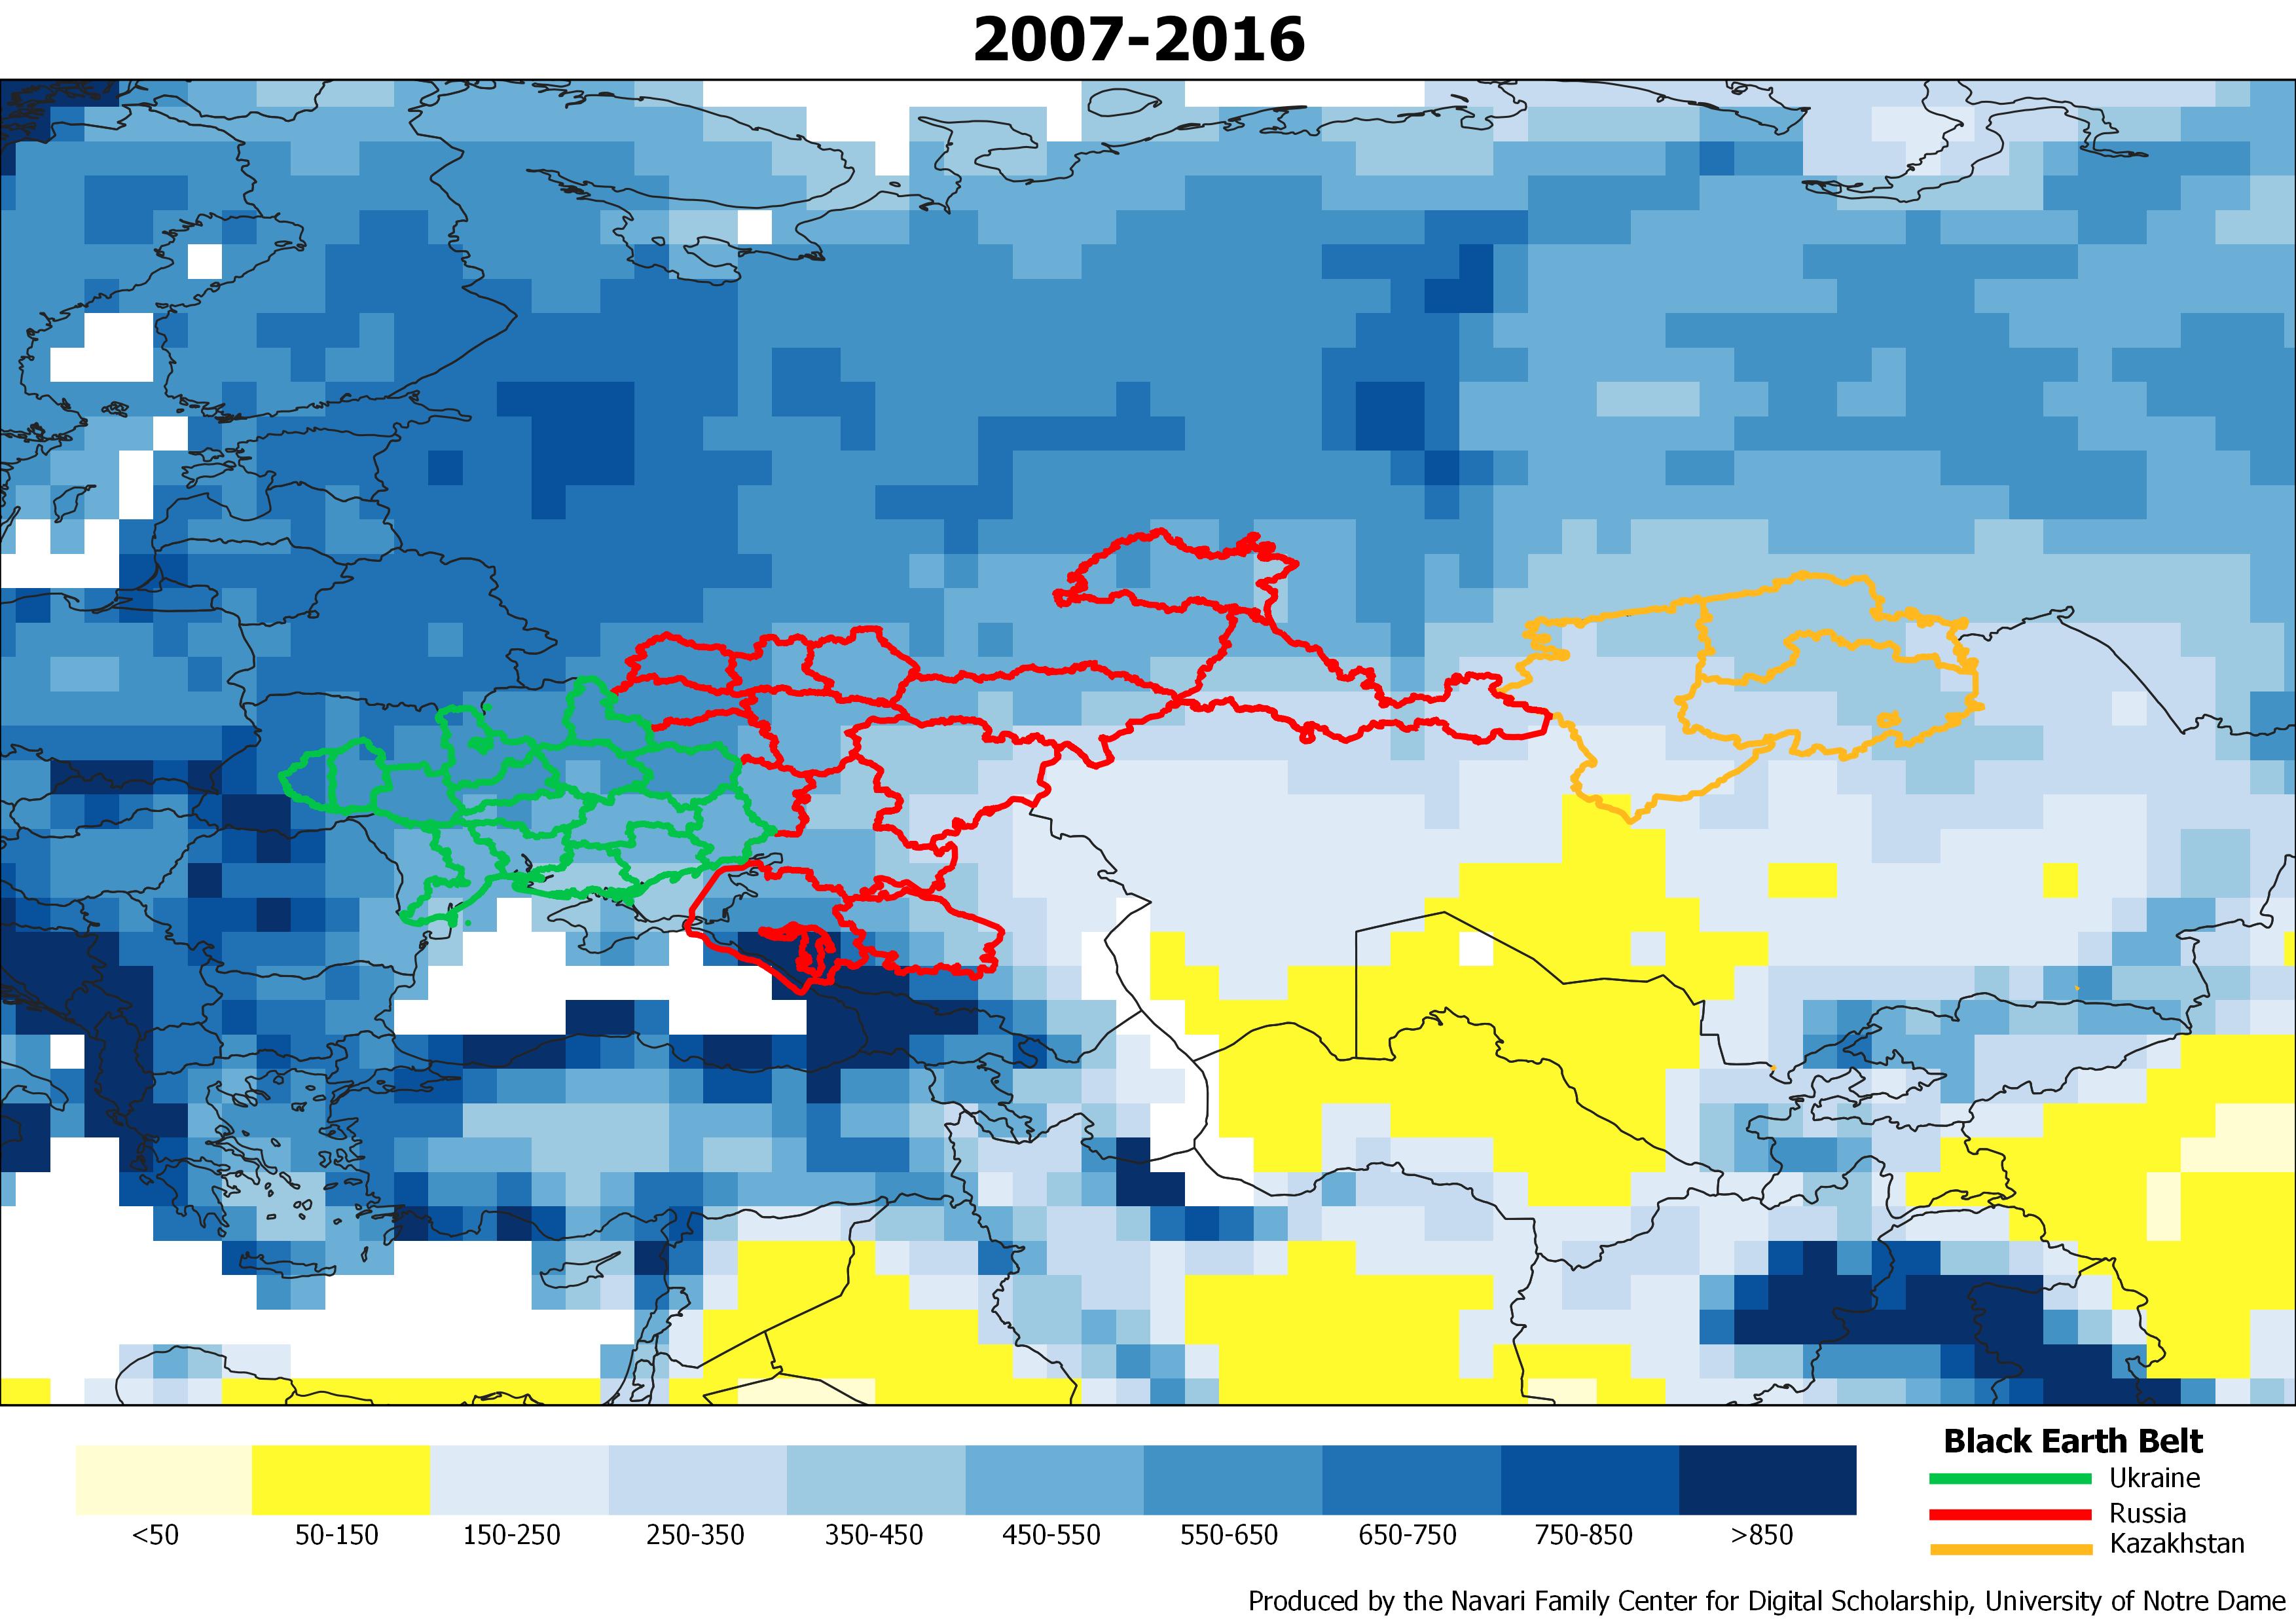 2007-2016
Black Earth Belt
Ukraine
Russia
Kazakhstan
<50 50-150 150-250 250-350 350-450 450-550 550-650 650-750 750-850 >850
Produced by the Navari Family Center for Digital Scholarship, University of Notre Dame